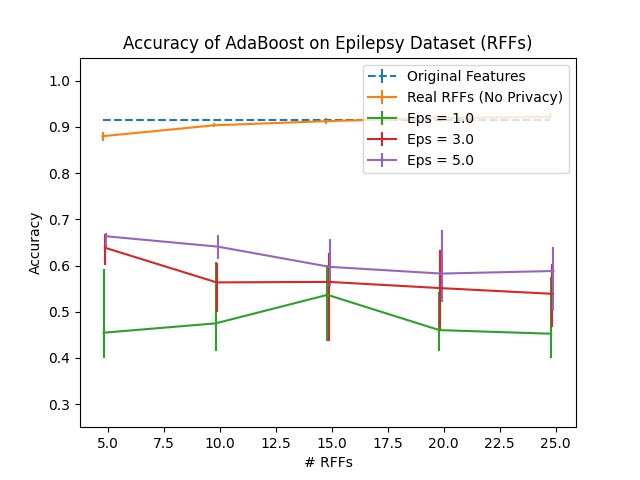 Accuracy of AdaBoost on Epilepsy Dataset (RFFs)
Original Features
Real RFFs (No Privacy)
Eps = 1.0
Eps = 3.0
Eps = 5.0
Accuracy
1.0
0.9
0.8
0.7
0.6
0.5
0.4
0.3
5.0 7.5 10.0 12.5 15.0 17.5 20.0 22.5 25.0
# RFFs